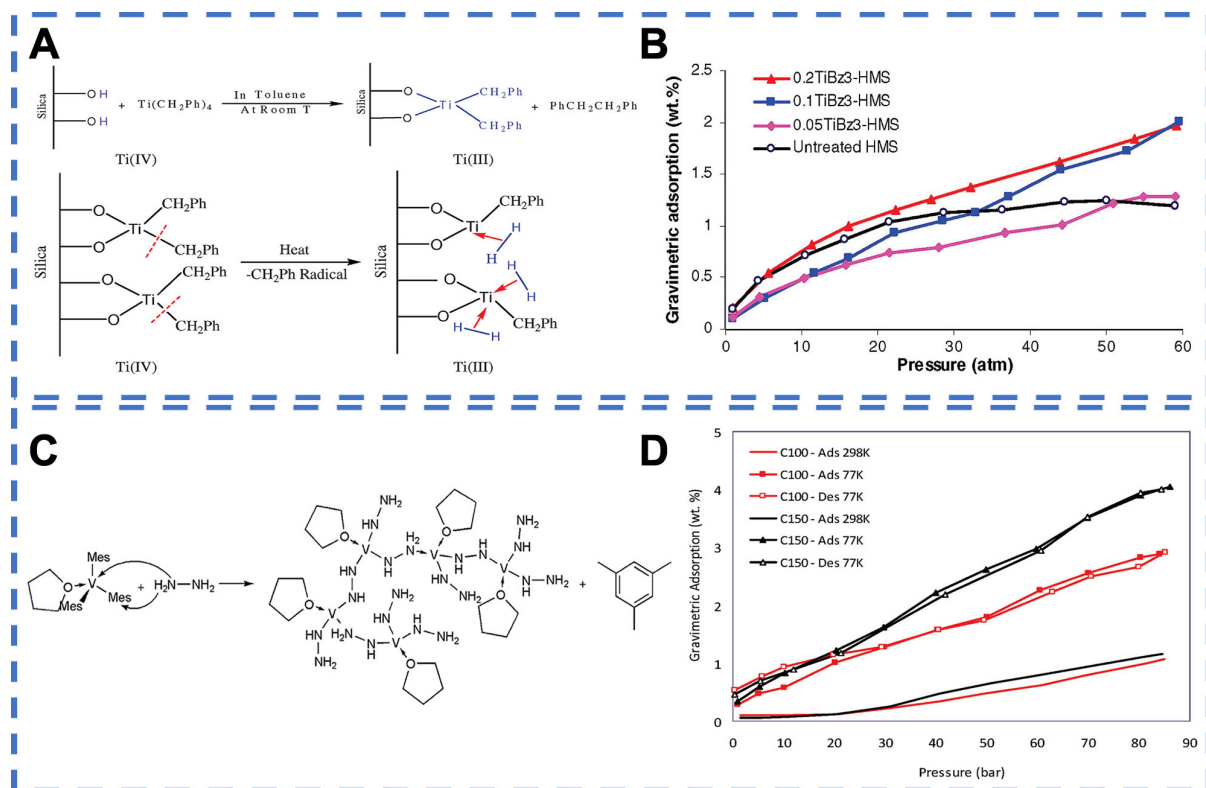 A
Silica
OH
OH
+
Ti(CH2Ph)4
In Toluene
At Room T
Silica
O
O
Ti
CH2Ph
CH2Ph
+ PhCH2CH2Ph
Ti(IV)
Ti(III)
Silica
O
O
Ti
CH2Ph
CH2Ph
O
O
Ti
CH2Ph
CH2Ph
Heat
-CH2Ph Radical
Silica
O
O
Ti
CH2Ph
H
H
O
O
Ti
CH2Ph
H
H
H
H
Ti(IV)
Ti(III)
B
Gravimetric adsorption (wt.%)
2.5
2
1.5
1
0.5
0
0.2TiBz3-HMS
0.1TiBz3-HMS
0.05TiBz3-HMS
Untreated HMS
0 10 20 30 40 50 60
Pressure (atm)
C
Mes
O
V
Mes
Mes
+ H2N-NH2
NH2
HN
O
V
N
H
H2
N
V
O
H
N
N
H
V
NH2
HN
NH
NH2
HN
NH2
O
HN
NH
O
V
HN
NH2
H2N
N
H
V
NH2
HN
H
N
NH2
O
+
D
Gravimetric Adsorption (wt. %)
5
4
3
2
1
0
C100 - Ads 298K
C100 - Ads 77K
C100 - Des 77K
C150 - Ads 298K
C150 - Ads 77K
C150 - Des 77K
0 10 20 30 40 50 60 70 80 90
Pressure (bar)